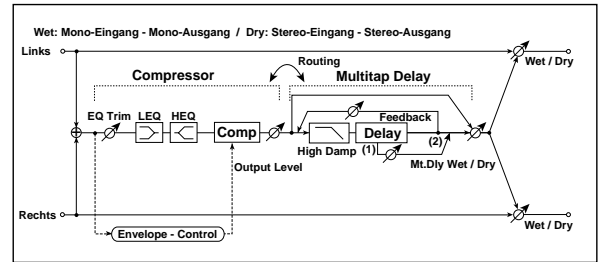 Wet: Mono-Eingang - Mono-Ausgang / Dry: Stereo-Eingang - Stereo-Ausgang
Links
Wet / Dry
Routing
Compressor
Multitap Delay
EQ Trim
LEQ
HEQ
Feedback
Comp
Delay
High Damp
(1)
(2)
Mt.Dly Wet / Dry
Output Level
Rechts
Wet / Dry
Envelope - Control